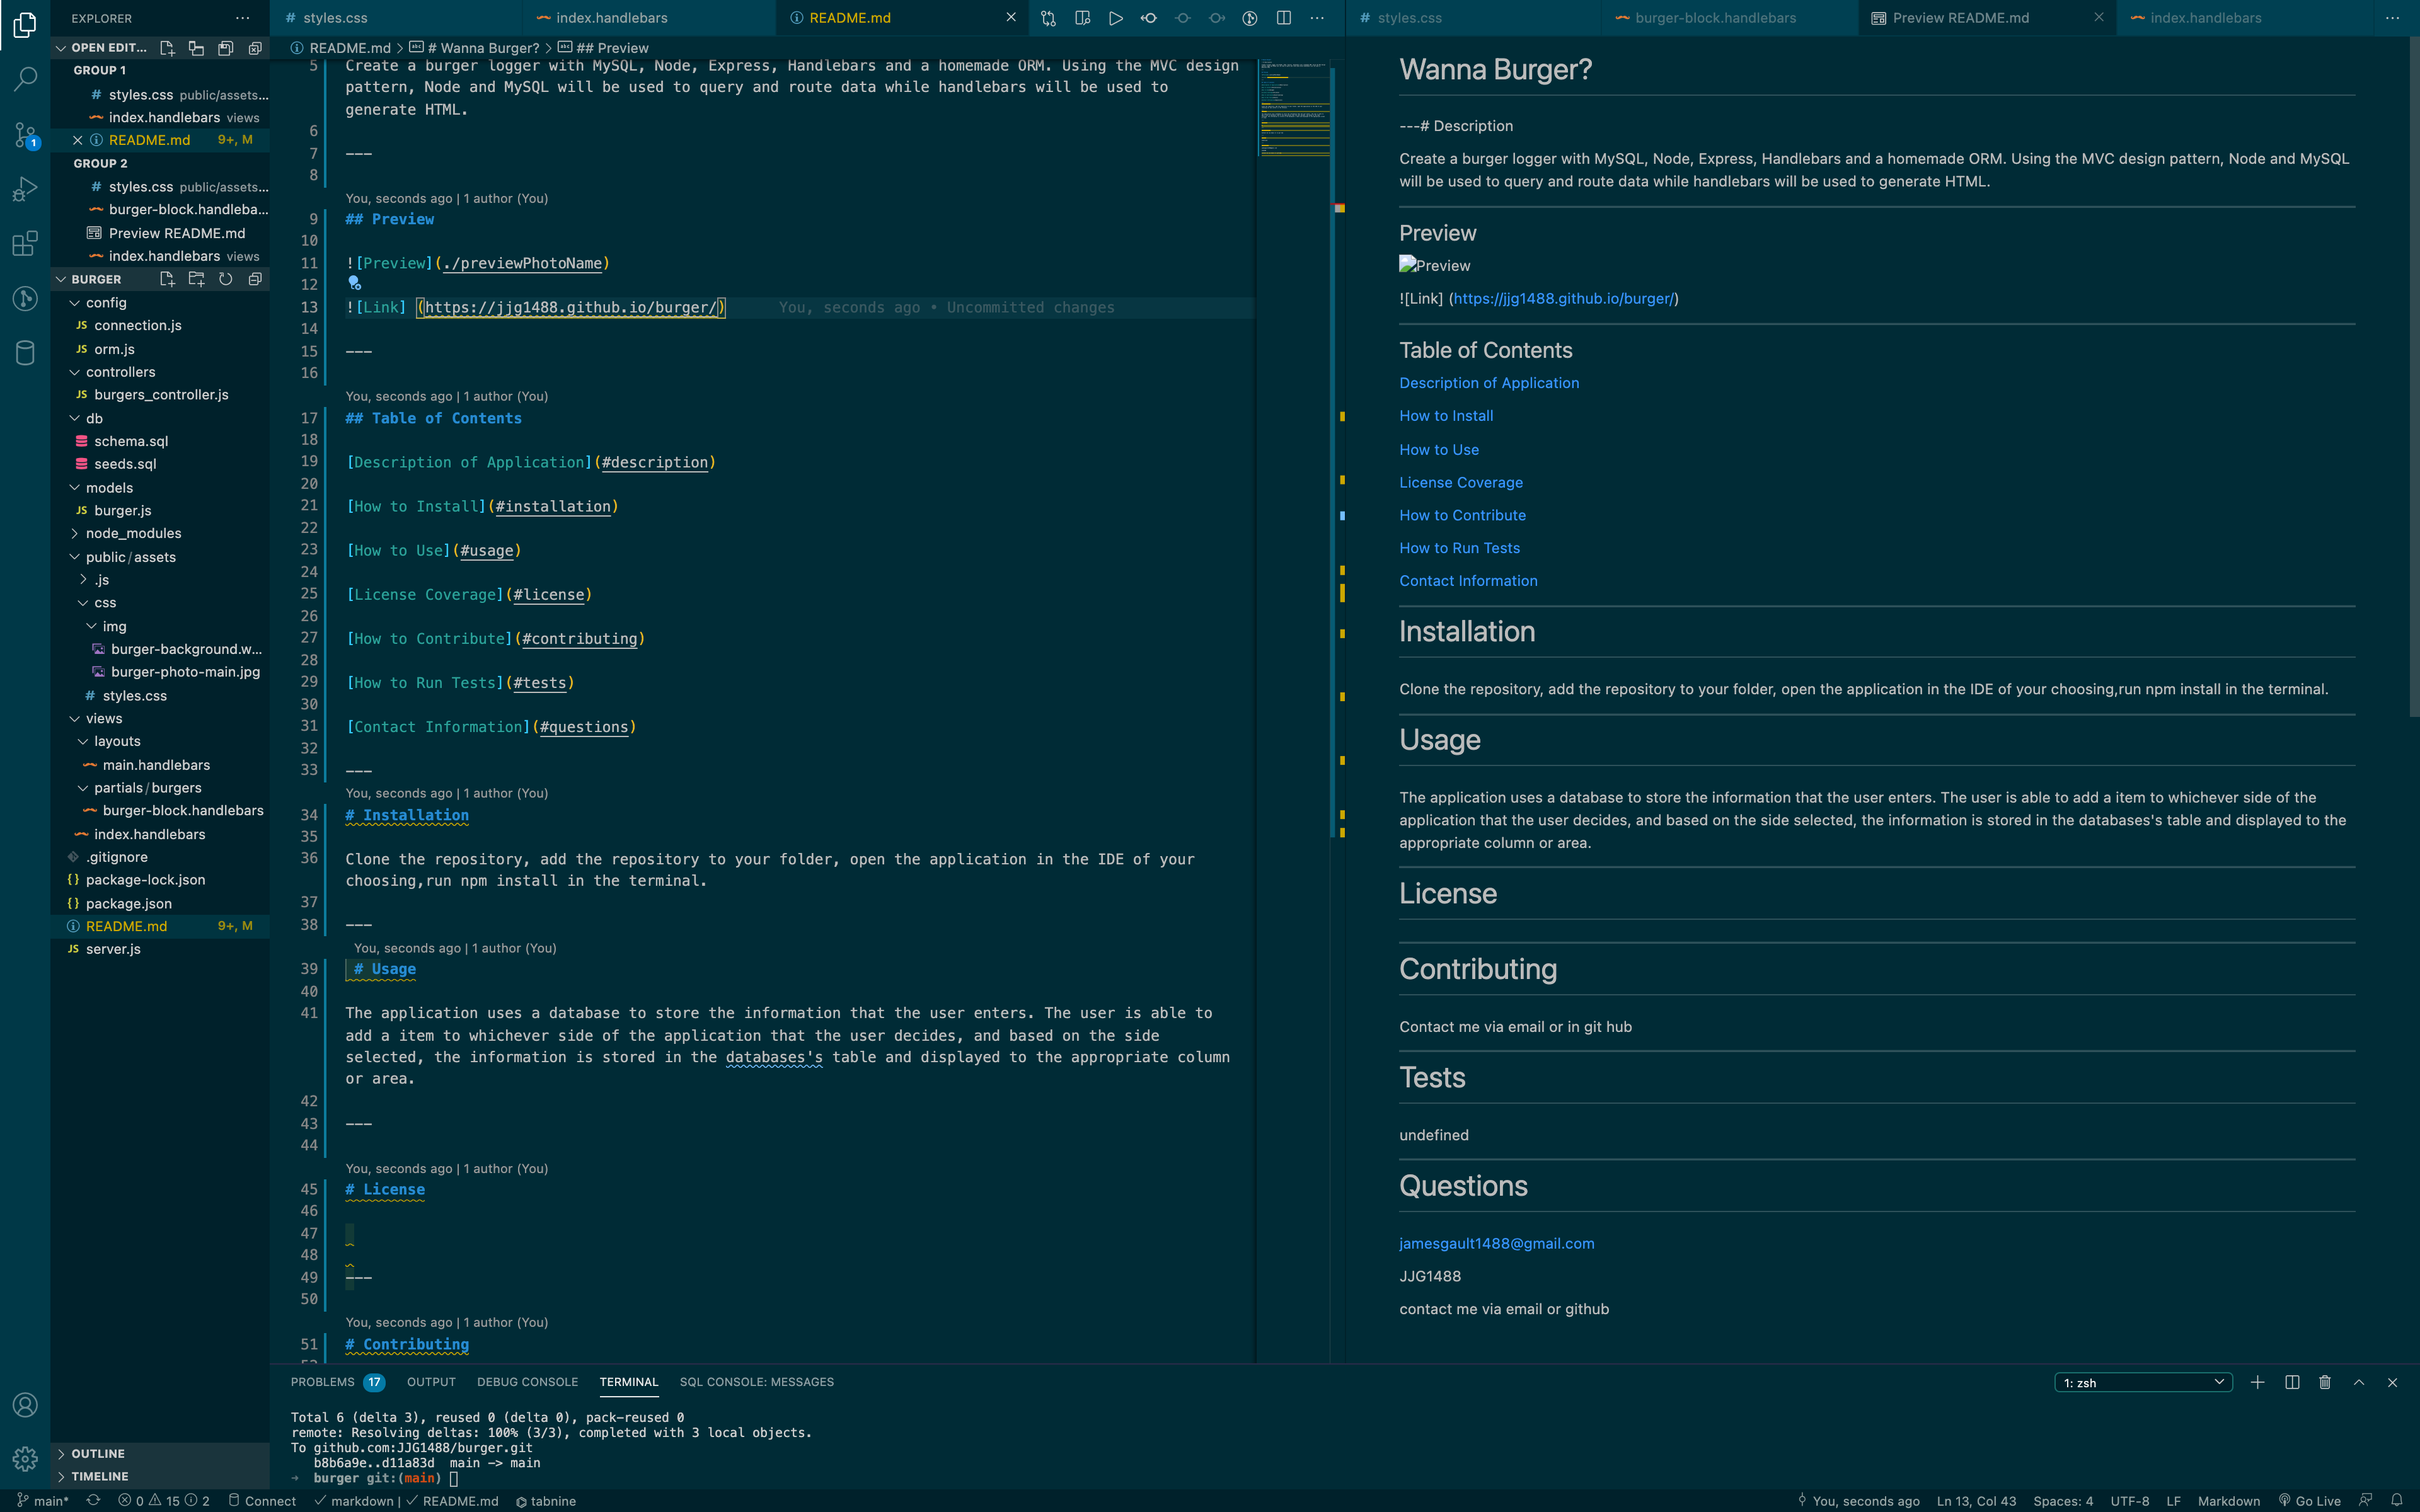 EXPLORER
OPEN EDIT...
GROUP 1
# styles.css public/assets...
index.handlebars views
README.md 9+, M
GROUP 2
# styles.css public/assets...
burger-block.handleba...
Preview README.md
index.handlebars views
BURGER
config
JS connection.js
JS orm.js
controllers
JS burgers_controller.js
db
schema.sql
seeds.sql
models
JS burger.js
node_modules
public/assets
.js
css
img
burger-background.w...
burger-photo-main.jpg
# styles.css
views
layouts
main.handlebars
partials/burgers
burger-block.handlebars
index.handlebars
.gitignore
{} package-lock.json
{} package.json
README.md 9+, M
JS server.js
OUTLINE
TIMELINE
# styles.css
index.handlebars
README.md
README.md > # Wanna Burger? > ## Preview
5 Create a burger logger with MySQL, Node, Express, Handlebars and a homemade ORM. Using the MVC design
pattern, Node and MySQL will be used to query and route data while handlebars will be used to
generate HTML.
6
7 ---
8
You, seconds ago | 1 author (You)
9 ## Preview
10
11 ![Preview](./previewPhotoName)
12
13 ![Link] (https://jjg1488.github.io/burger/) You, seconds ago • Uncommitted changes
14
15 ---
16
You, seconds ago | 1 author (You)
17 ## Table of Contents
18
19 [Description of Application](#description)
20
21 [How to Install](#installation)
22
23 [How to Use](#usage)
24
25 [License Coverage](#license)
26
27 [How to Contribute](#contributing)
28
29 [How to Run Tests](#tests)
30
31 [Contact Information](#questions)
32
33 ---
You, seconds ago | 1 author (You)
34 # Installation
35
36 Clone the repository, add the repository to your folder, open the application in the IDE of your
choosing,run npm install in the terminal.
37
38 ---
You, seconds ago | 1 author (You)
39 # Usage
40
41 The application uses a database to store the information that the user enters. The user is able to
add a item to whichever side of the application that the user decides, and based on the side
selected, the information is stored in the databases's table and displayed to the appropriate column
or area.
42
43 ---
44
You, seconds ago | 1 author (You)
45 # License
46
47
48
49 ---
50
You, seconds ago | 1 author (You)
51 # Contributing
# styles.css
burger-block.handlebars
Preview README.md
index.handlebars
Wanna Burger?
---# Description
Create a burger logger with MySQL, Node, Express, Handlebars and a homemade ORM. Using the MVC design pattern, Node and MySQL
will be used to query and route data while handlebars will be used to generate HTML.
Preview
Preview
![Link] (https://jjg1488.github.io/burger/)
Table of Contents
Description of Application
How to Install
How to Use
License Coverage
How to Contribute
How to Run Tests
Contact Information
Installation
Clone the repository, add the repository to your folder, open the application in the IDE of your choosing,run npm install in the terminal.
Usage
The application uses a database to store the information that the user enters. The user is able to add a item to whichever side of the
application that the user decides, and based on the side selected, the information is stored in the databases's table and displayed to the
appropriate column or area.
License
Contributing
Contact me via email or in git hub
Tests
undefined
Questions
jamesgault1488@gmail.com
JJG1488
contact me via email or github
PROBLEMS 17 OUTPUT DEBUG CONSOLE TERMINAL SQL CONSOLE: MESSAGES
1: zsh
Total 6 (delta 3), reused 0 (delta 0), pack-reused 0
remote: Resolving deltas: 100% (3/3), completed with 3 local objects.
To github.com:JJG1488/burger.git
b8b6a9e..d11a83d main -> main
→ burger git:(main)
main* 0 15 2 Connect markdown | README.md tabnine
You, seconds ago Ln 13, Col 43 Spaces: 4 UTF-8 LF Markdown Go Live